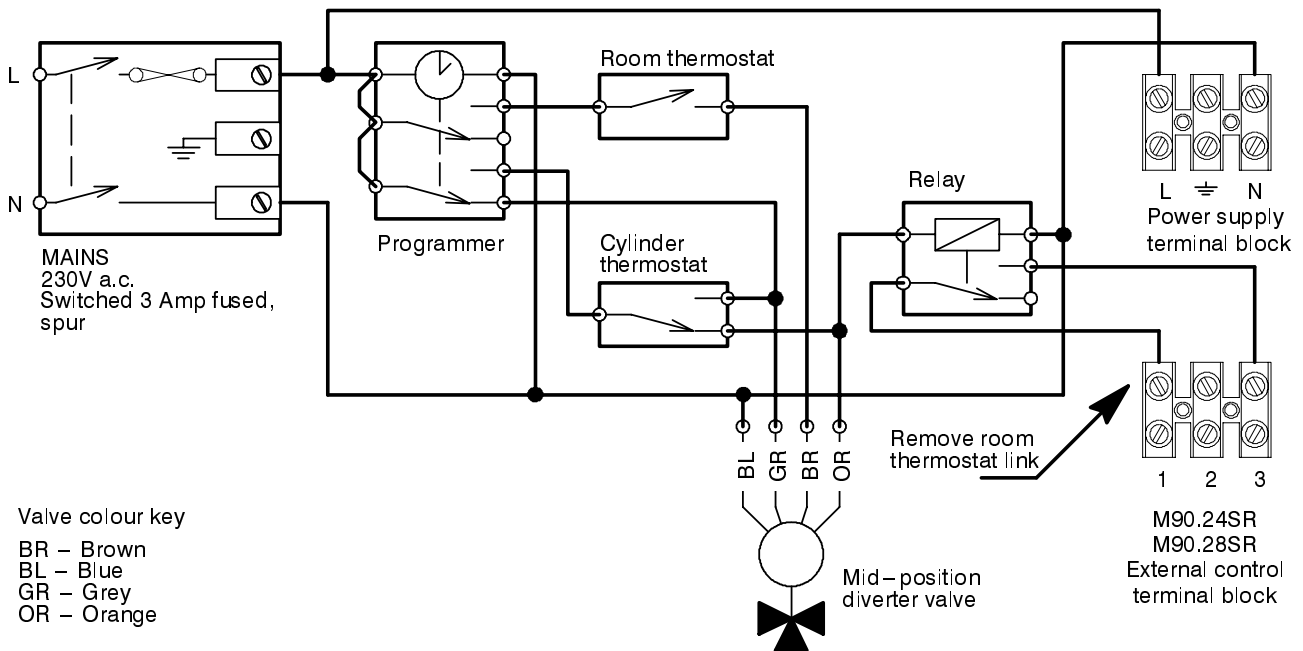 L
N
MAINS
230V a.c.
Switched 3 Amp fused,
spur
Programmer
Room thermostat
Cylinder
thermostat
Relay
L
N
Power supply
terminal block
Remove room
thermostat link
1 2 3
M90.24SR
M90.28SR
External control
terminal block
BL
GR
BR
OR
Mid–position
diverter valve
Valve colour key
BR – Brown
BL – Blue
GR – Grey
OR – Orange